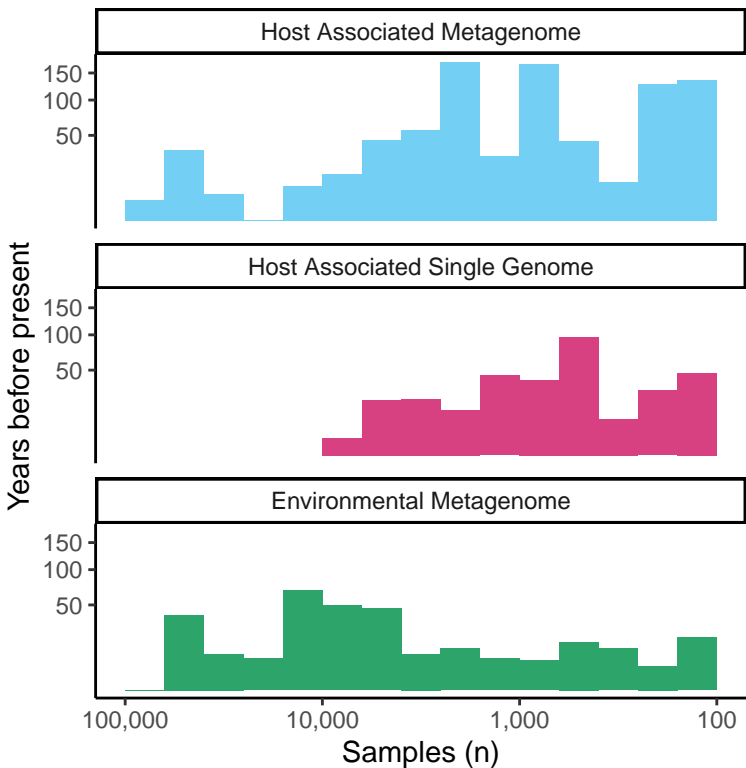 Host Associated Metagenome
150
100
50
Host Associated Single Genome
150
100
50
Environmental Metagenome
150
100
50
100,000 10,000 1,000 100
Samples (n)
Years before present